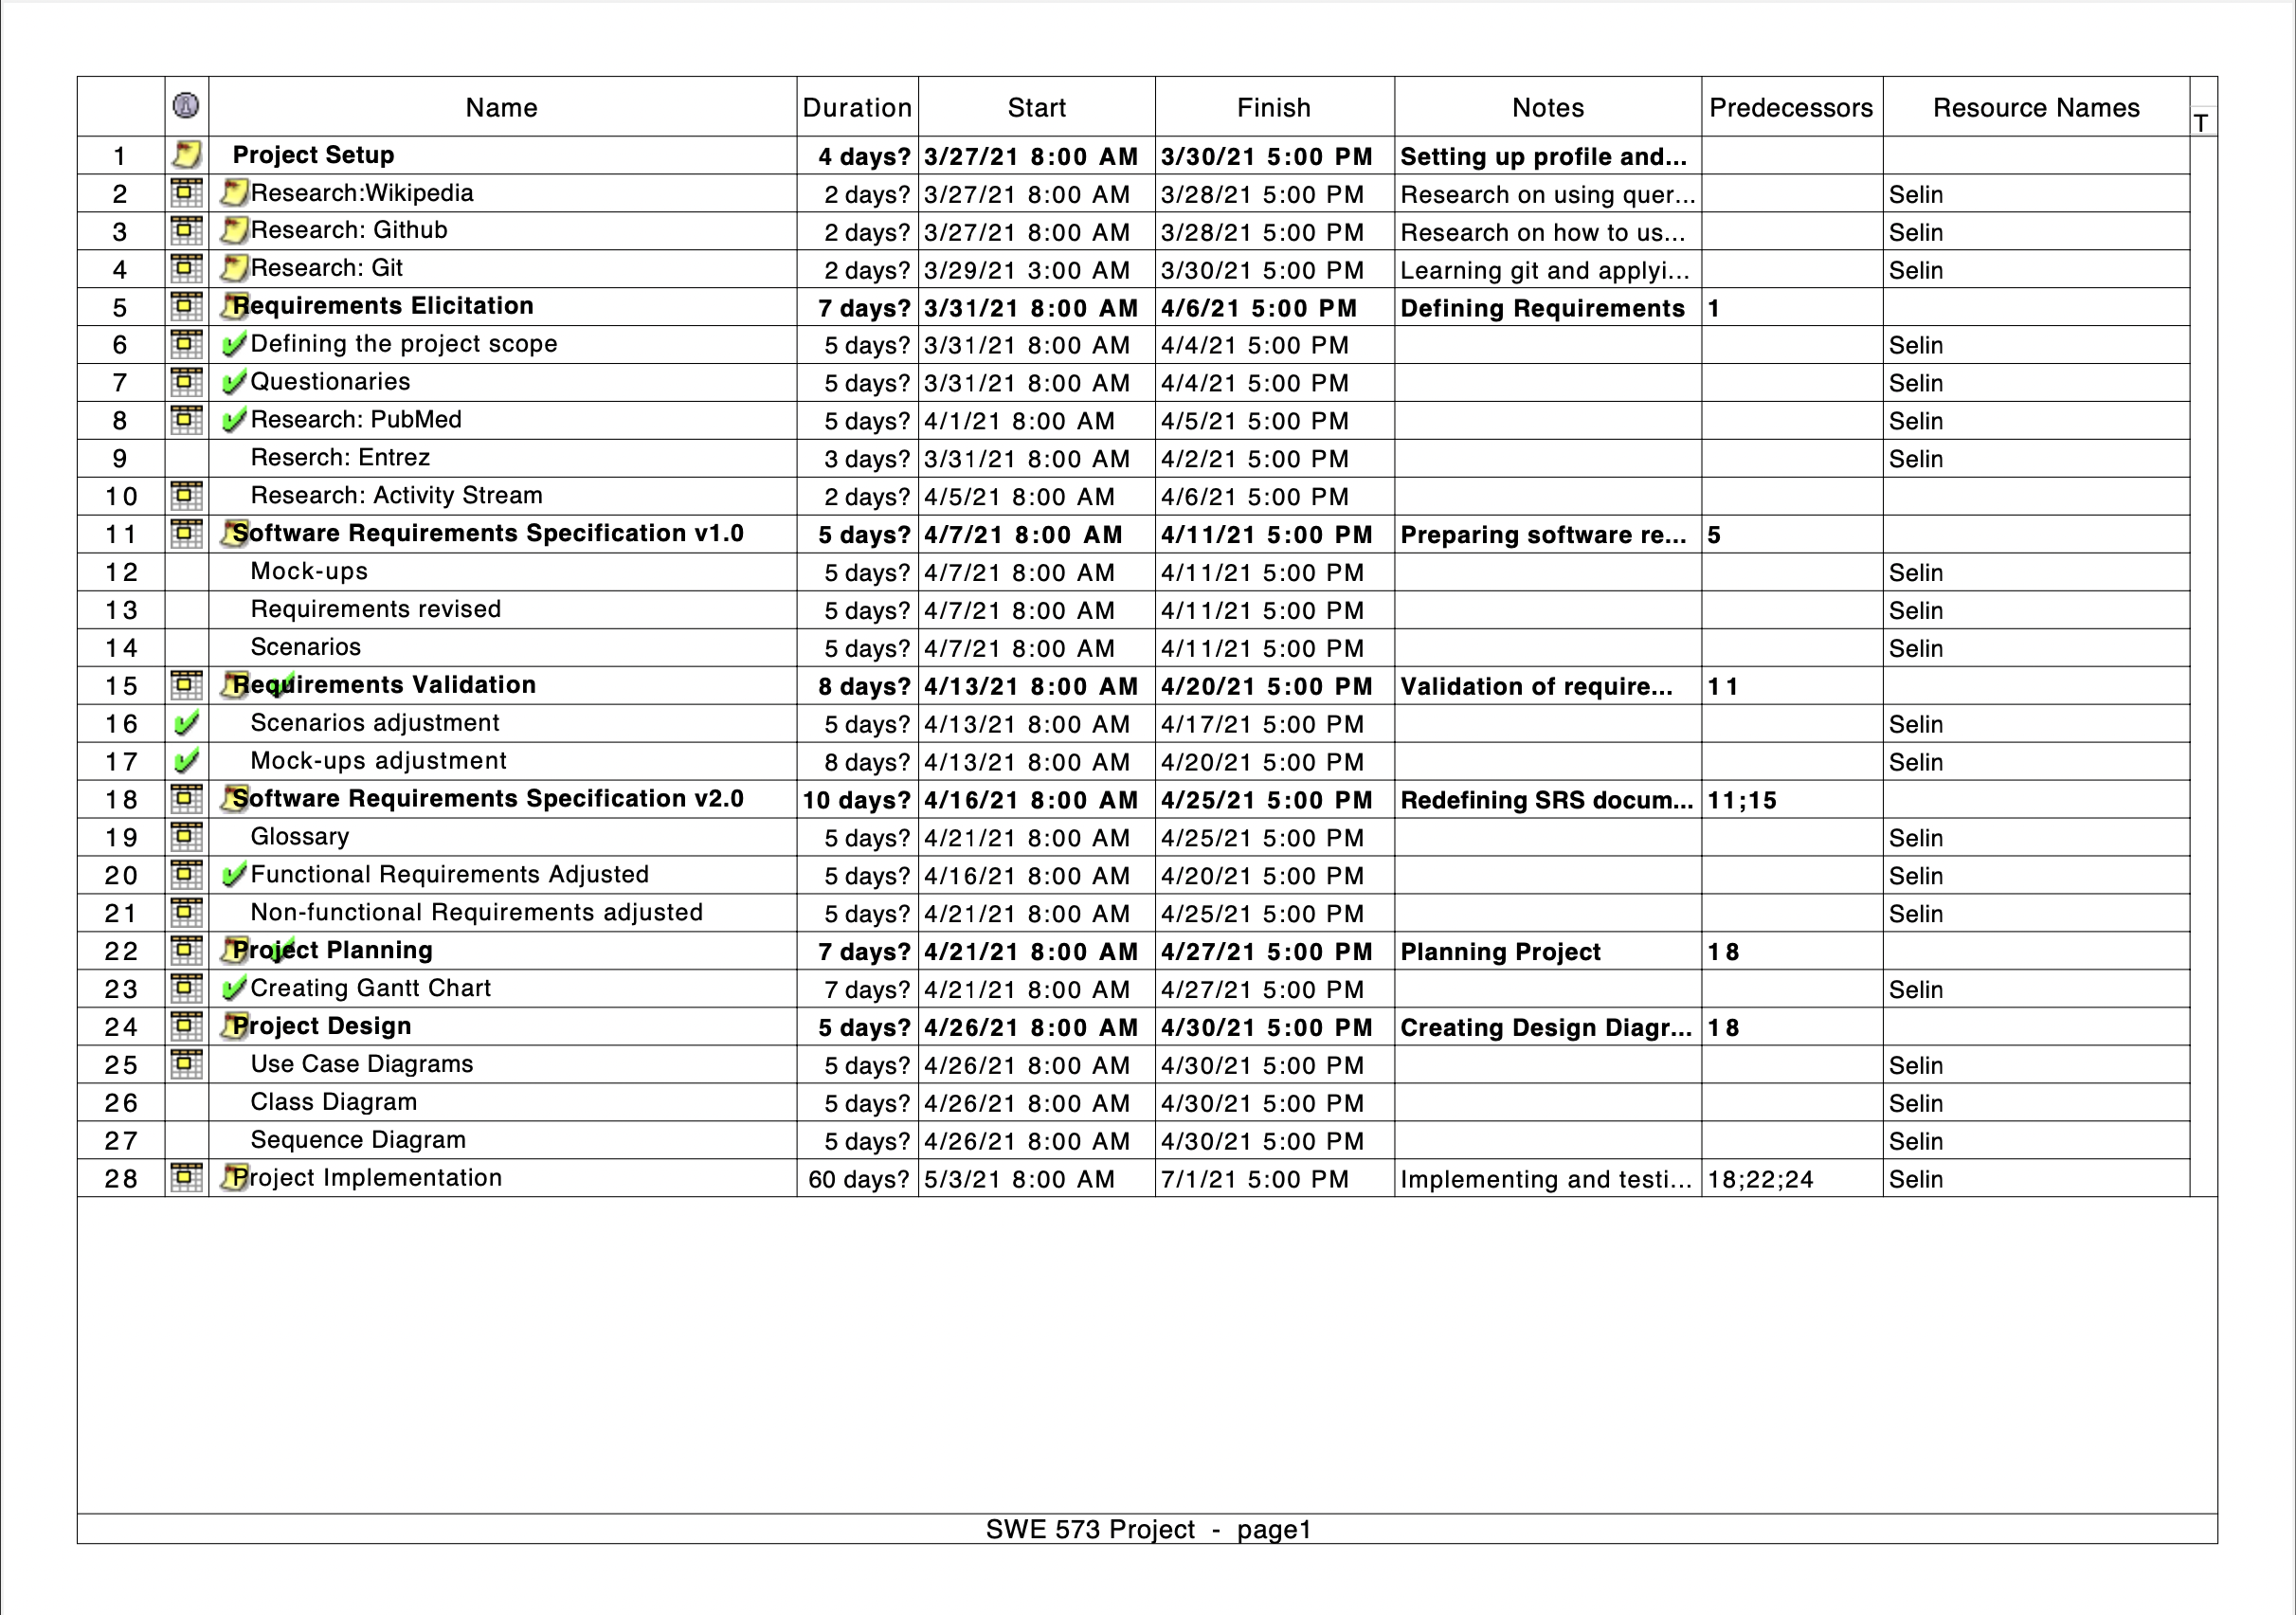 Name Duration Start Finish Notes Predecessors Resource Names T
1 Project Setup 4 days? 3/27/21 8:00 AM 3/30/21 5:00 PM Setting up profile and...
2 Research:Wikipedia 2 days? 3/27/21 8:00 AM 3/28/21 5:00 PM Research on using quer... Selin
3 Research: Github 2 days? 3/27/21 8:00 AM 3/28/21 5:00 PM Research on how to us... Selin
4 Research: Git 2 days? 3/29/21 3:00 AM 3/30/21 5:00 PM Learning git and applyi... Selin
5 Requirements Elicitation 7 days? 3/31/21 8:00 AM 4/6/21 5:00 PM Defining Requirements 1
6 Defining the project scope 5 days? 3/31/21 8:00 AM 4/4/21 5:00 PM Selin
7 Questionaries 5 days? 3/31/21 8:00 AM 4/4/21 5:00 PM Selin
8 Research: PubMed 5 days? 4/1/21 8:00 AM 4/5/21 5:00 PM Selin
9 Reserch: Entrez 3 days? 3/31/21 8:00 AM 4/2/21 5:00 PM Selin
10 Research: Activity Stream 2 days? 4/5/21 8:00 AM 4/6/21 5:00 PM
11 Software Requirements Specification v1.0 5 days? 4/7/21 8:00 AM 4/11/21 5:00 PM Preparing software re... 5
12 Mock-ups 5 days? 4/7/21 8:00 AM 4/11/21 5:00 PM Selin
13 Requirements revised 5 days? 4/7/21 8:00 AM 4/11/21 5:00 PM Selin
14 Scenarios 5 days? 4/7/21 8:00 AM 4/11/21 5:00 PM Selin
15 Requirements Validation 8 days? 4/13/21 8:00 AM 4/20/21 5:00 PM Validation of require... 11
16 Scenarios adjustment 5 days? 4/13/21 8:00 AM 4/17/21 5:00 PM Selin
17 Mock-ups adjustment 8 days? 4/13/21 8:00 AM 4/20/21 5:00 PM Selin
18 Software Requirements Specification v2.0 10 days? 4/16/21 8:00 AM 4/25/21 5:00 PM Redefining SRS docum... 11;15
19 Glossary 5 days? 4/21/21 8:00 AM 4/25/21 5:00 PM Selin
20 Functional Requirements Adjusted 5 days? 4/16/21 8:00 AM 4/20/21 5:00 PM Selin
21 Non-functional Requirements adjusted 5 days? 4/21/21 8:00 AM 4/25/21 5:00 PM Selin
22 Project Planning 7 days? 4/21/21 8:00 AM 4/27/21 5:00 PM Planning Project 18
23 Creating Gantt Chart 7 days? 4/21/21 8:00 AM 4/27/21 5:00 PM Selin
24 Project Design 5 days? 4/26/21 8:00 AM 4/30/21 5:00 PM Creating Design Diagr... 18
25 Use Case Diagrams 5 days? 4/26/21 8:00 AM 4/30/21 5:00 PM Selin
26 Class Diagram 5 days? 4/26/21 8:00 AM 4/30/21 5:00 PM Selin
27 Sequence Diagram 5 days? 4/26/21 8:00 AM 4/30/21 5:00 PM Selin
28 Project Implementation 60 days? 5/3/21 8:00 AM 7/1/21 5:00 PM Implementing and testi... 18;22;24 Selin
SWE 573 Project - page1